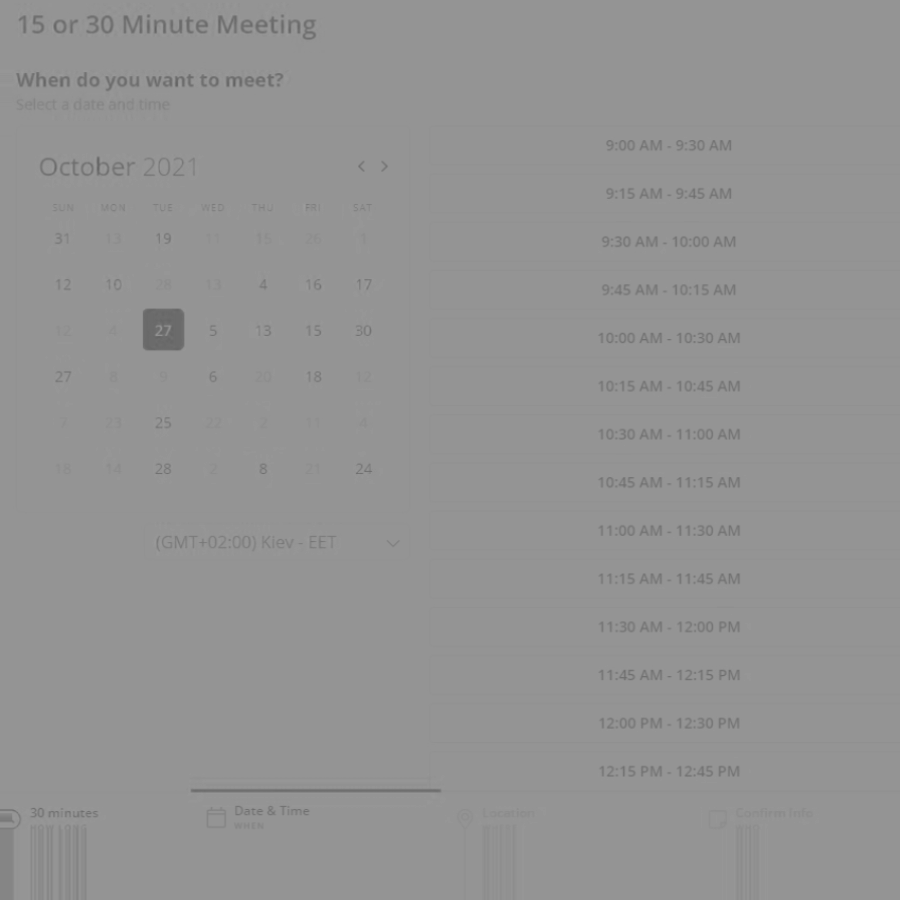 15 or 30 Minute Meeting
When do you want to meet?
Select a date and time
October 2021
SUN MON TUE WED THU FRI SAT
31 13 19 11 15 26 1
12 10 28 13 4 16 17
12 4 27 5 13 15 30
27 8 9 6 20 18 12
7 23 25 22 2 11 4
16 14 28 2 8 21 24
(GMT+02:00) Kiev - EET
9:00 AM - 9:30 AM
9:15 AM - 9:45 AM
9:30 AM - 10:00 AM
9:45 AM - 10:15 AM
10:00 AM - 10:30 AM
10:15 AM - 10:45 AM
10:30 AM - 11:00 AM
10:45 AM - 11:15 AM
11:00 AM - 11:30 AM
11:15 AM - 11:45 AM
11:30 AM - 12:00 PM
11:45 AM - 12:15 PM
12:00 PM - 12:30 PM
12:15 PM - 12:45 PM
30 minutes
Date & Time
WHEN
Location
Confirm Info